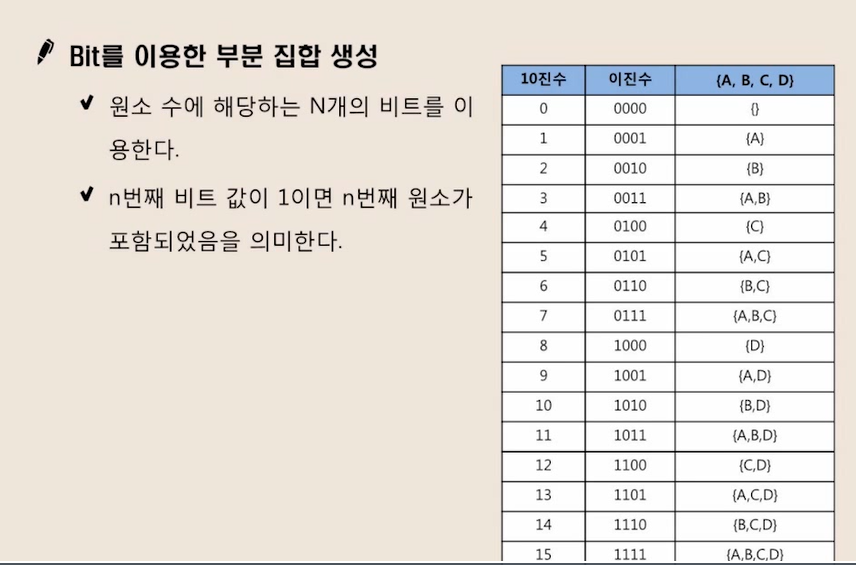 Bit를 이용한 부분 집합 생성
원소 수에 해당하는 N개의 비트를 이
용한다.
n번째 비트 값이 1이면 n번째 원소가
포함되었음을 의미한다.
10진수 이진수 {A, B, C, D}
0 0000 {}
1 0001 {A}
2 0010 {B}
3 0011 {A,B}
4 0100 {C}
5 0101 {A,C}
6 0110 {B,C}
7 0111 {A,B,C}
8 1000 {D}
9 1001 {A,D}
10 1010 {B,D}
11 1011 {A,B,D}
12 1100 {C,D}
13 1101 {A,C,D}
14 1110 {B,C,D}
15 1111 {A,B,C,D}